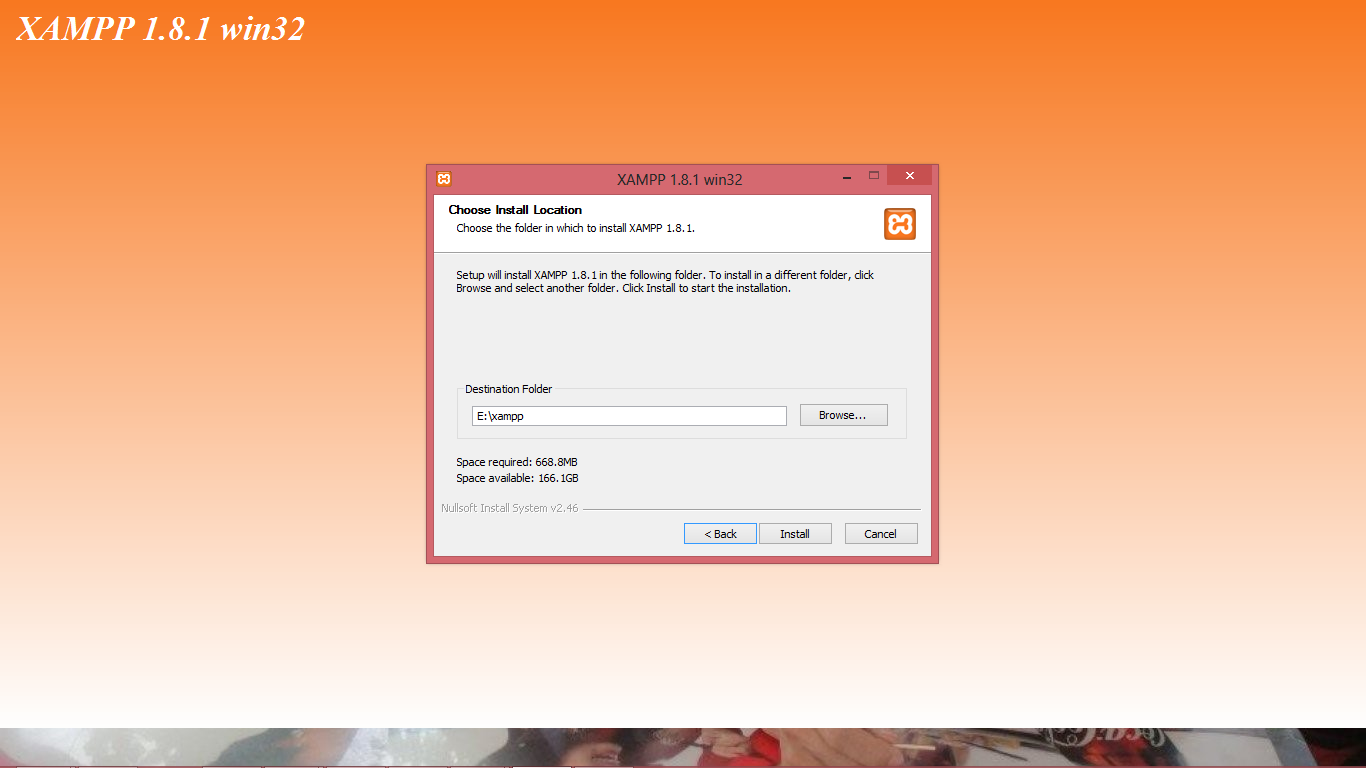 XAMPP 1.8.1 win32
XAMPP 1.8.1 win32
Choose Install Location
Choose the folder in which to install XAMPP 1.8.1.
Setup will install XAMPP 1.8.1 in the following folder. To install in a different folder, click
Browse and select another folder. Click Install to start the installation.
Destination Folder
E:\xampp
Browse...
Space required: 668.8MB
Space available: 166.1GB
Nullsoft Install System v2.46
< Back
Install
Cancel